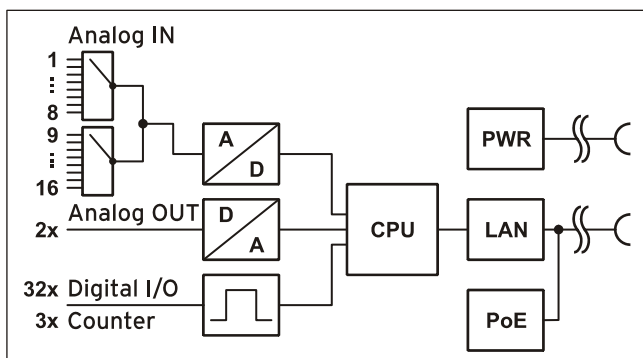 Analog IN
1
8
9
16
A
D
PWR
Analog OUT
2x
D
A
CPU
LAN
32x Digital I/O
3x Counter
PoE